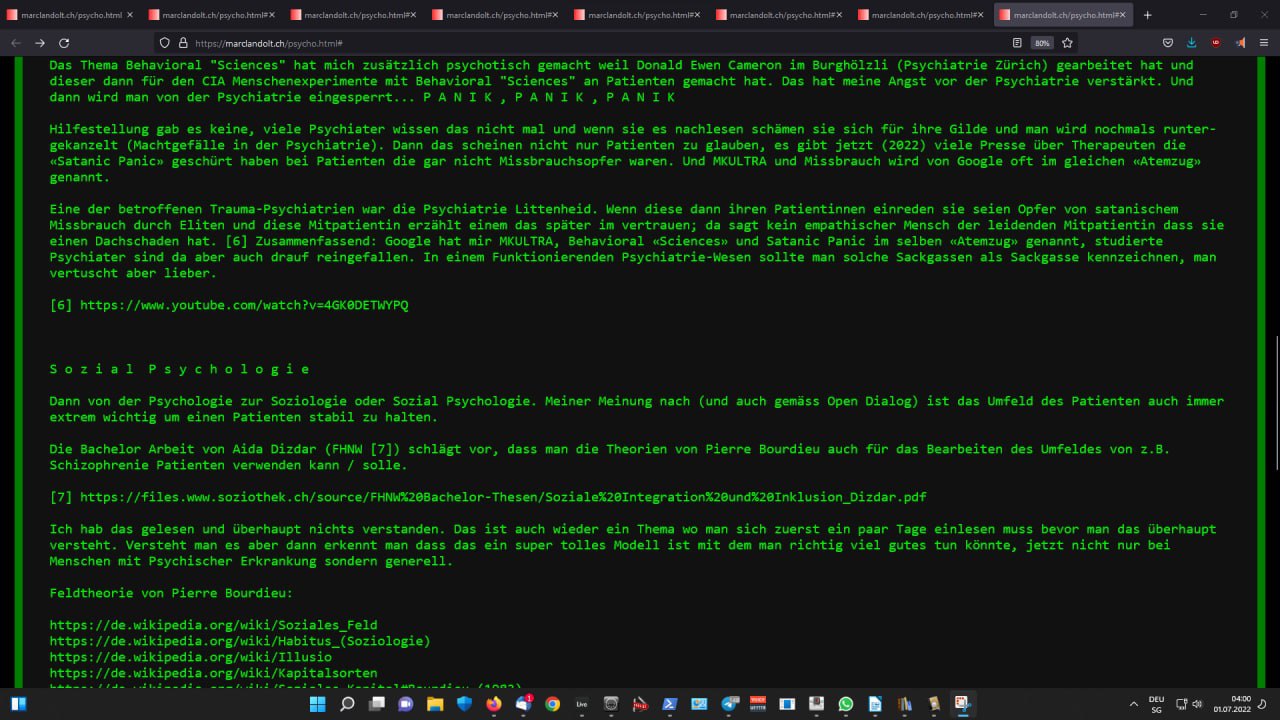 marclandolt.ch/psycho.html
marclandolt.ch/psycho.html#
marclandolt.ch/psycho.html#
marclandolt.ch/psycho.html#
marclandolt.ch/psycho.html#
marclandolt.ch/psycho.html#
marclandolt.ch/psycho.html#
marclandolt.ch/psycho.html#
https://marclandolt.ch/psycho.html#
80%
Das Thema Behavioral "Sciences" hat mich zusätzlich psychotisch gemacht weil Donald Ewen Cameron im Burghölzli (Psychiatrie Zürich) gearbeitet hat und
dieser dann für den CIA Menschenexperimente mit Behavioral "Sciences" an Patienten gemacht hat. Das hat meine Angst vor der Psychiatrie verstärkt. Und
dann wird man von der Psychiatrie eingesperrt... P A N I K , P A N I K , P A N I K
Hilfestellung gab es keine, viele Psychiater wissen das nicht mal und wenn sie es nachlesen schämen sie sich für ihre Gilde und man wird nochmals runter-
gekanzelt (Machtgefälle in der Psychiatrie). Dann das scheinen nicht nur Patienten zu glauben, es gibt jetzt (2022) viele Presse über Therapeuten die
«Satanic Panic» geschürt haben bei Patienten die gar nicht Missbrauchsopfer waren. Und MKULTRA und Missbrauch wird von Google oft im gleichen «Atemzug»
genannt.
Eine der betroffenen Trauma-Psychiatrien war die Psychiatrie Littenheid. Wenn diese dann ihren Patientinnen einreden sie seien Opfer von satanischem
Missbrauch durch Eliten und diese Mitpatientin erzählt einem das später im vertrauen; da sagt kein empathischer Mensch der leidenden Mitpatientin dass sie
einen Dachschaden hat. [6] Zusammenfassend: Google hat mir MKULTRA, Behavioral «Sciences» und Satanic Panic im selben «Atemzug» genannt, studierte
Psychiater sind da aber auch drauf reingefallen. In einem Funktionierenden Psychiatrie-Wesen sollte man solche Sackgassen als Sackgasse kennzeichnen, man
vertuscht aber lieber.
[6] https://www.youtube.com/watch?v=4GK0DETWYPQ
S o z i a l  P s y c h o l o g i e
Dann von der Psychologie zur Soziologie oder Sozial Psychologie. Meiner Meinung nach (und auch gemäss Open Dialog) ist das Umfeld des Patienten auch immer
extrem wichtig um einen Patienten stabil zu halten.
Die Bachelor Arbeit von Aida Dizdar (FHNW [7]) schlägt vor, dass man die Theorien von Pierre Bourdieu auch für das Bearbeiten des Umfeldes von z.B.
Schizophrenie Patienten verwenden kann / solle.
[7] https://files.www.soziothek.ch/source/FHNW%20Bachelor-Thesen/Soziale%20Integration%20und%20Inklusion_Dizdar.pdf
Ich hab das gelesen und überhaupt nichts verstanden. Das ist auch wieder ein Thema wo man sich zuerst ein paar Tage einlesen muss bevor man das überhaupt
versteht. Versteht man es aber dann erkennt man dass das ein super tolles Modell ist mit dem man richtig viel gutes tun könnte, jetzt nicht nur bei
Menschen mit Psychischer Erkrankung sondern generell.
Feldtheorie von Pierre Bourdieu:
https://de.wikipedia.org/wiki/Soziales_Feld
https://de.wikipedia.org/wiki/Habitus_(Soziologie)
https://de.wikipedia.org/wiki/Illusio
https://de.wikipedia.org/wiki/Kapitalsorten
https://de.wikipedia.org/wiki/Soziales_Kapital#Bourdieu_(1983)
Live
1
DEU
SG
04:00
01.07.2022